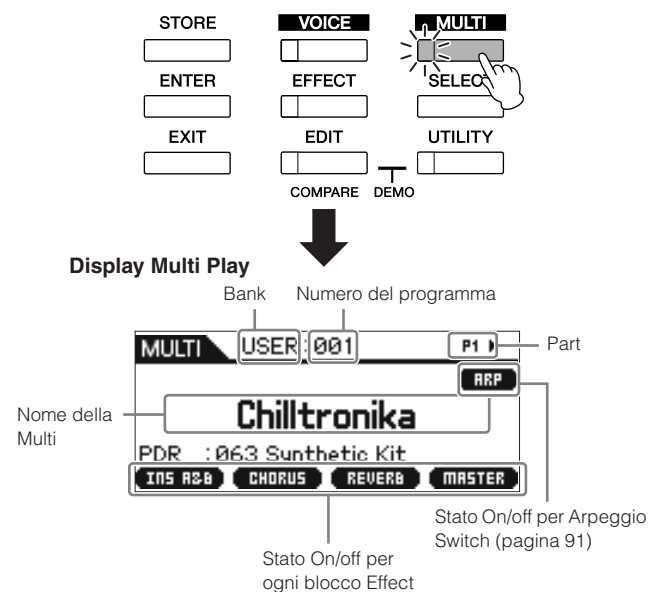 STORE VOICE MULTI
ENTER EFFECT SELECT
EXIT EDIT UTILITY
COMPARE DEMO
Display Multi Play
Bank Numero del programma
MULTI USER:001 P1
Part
ARP
Nome della
Multi
Chilltronika
PDR :063 Synthetic Kit
INS A&B CHORUS REVERB MASTER
Stato On/off per Arpeggio
Switch (pagina 91)
Stato On/off per
ogni blocco Effect